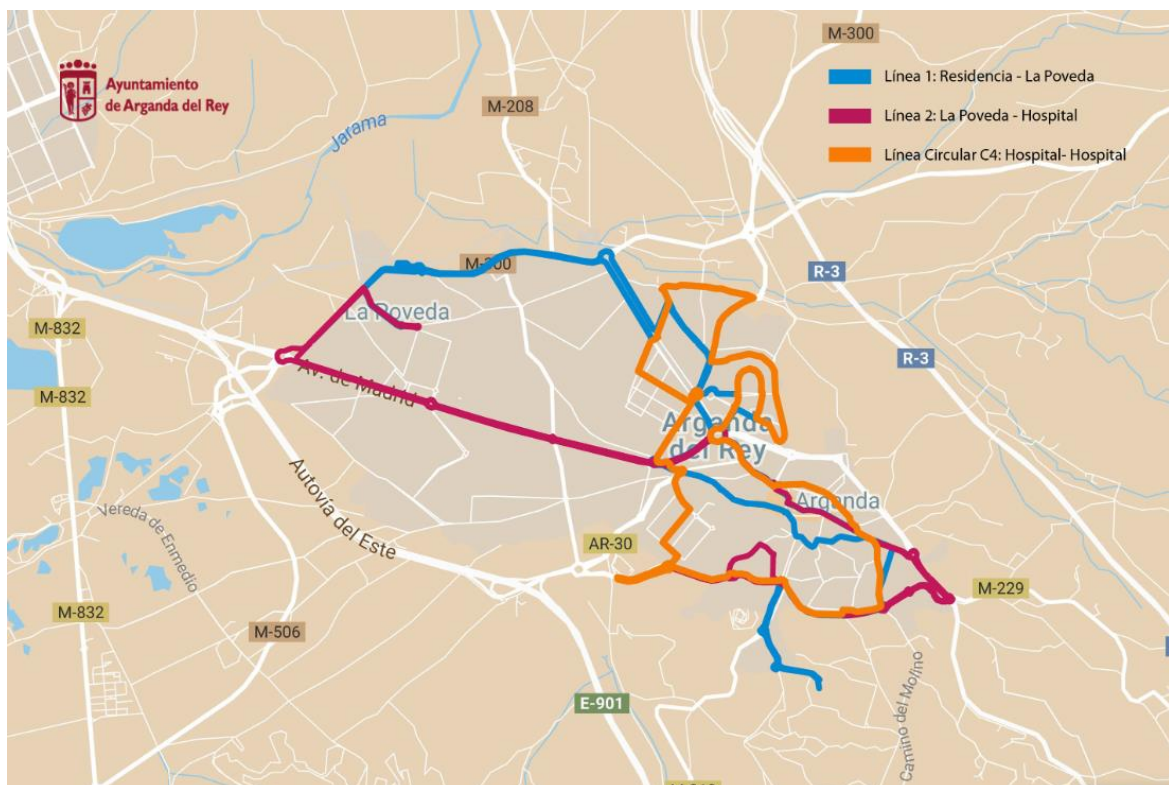 Ayuntamiento
de Arganda del Rey
M-300
Línea 1: Residencia - La Poveda
Línea 2: La Poveda - Hospital
Línea Circular C4: Hospital- Hospital
M-208
Jarama
M-300
R-3
La Poveda
M-832
R-3
M-832
Av. de Madrid
Arganda
del Rey
Autovía del Este
Arganda
Vereda de Enmedio
AR-30
M-229
M-832
M-506
E-901
Camino del Molino